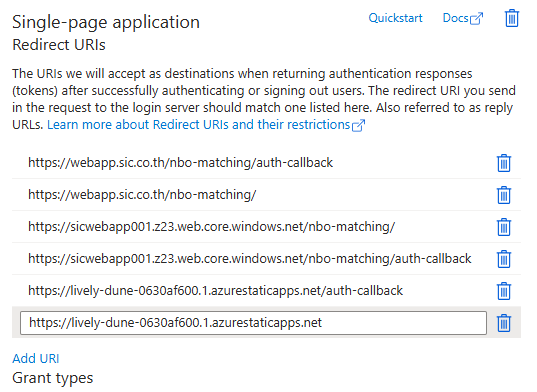 Single-page application
Quickstart
Docs
Redirect URIs
The URIs we will accept as destinations when returning authentication responses
(tokens) after successfully authenticating or signing out users. The redirect URI you send
in the request to the login server should match one listed here. Also referred to as reply
URLs. Learn more about Redirect URIs and their restrictions
https://webapp.sic.co.th/nbo-matching/auth-callback
https://webapp.sic.co.th/nbo-matching/
https://sicwebapp001.z23.web.core.windows.net/nbo-matching/
https://sicwebapp001.z23.web.core.windows.net/nbo-matching/auth-callback
https://lively-dune-0630af600.1.azurestaticapps.net/auth-callback
https://lively-dune-0630af600.1.azurestaticapps.net
Add URI
Grant types